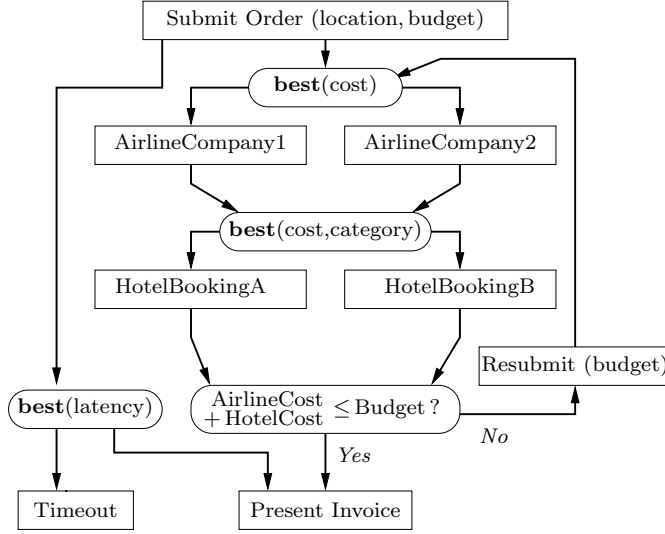 Submit Order (location, budget)
best(cost)
AirlineCompany1
AirlineCompany2
best(cost,category)
HotelBookingA
HotelBookingB
Resubmit (budget)
best(latency)
AirlineCost
+ HotelCost ≤ Budget ?
No
Yes
Timeout
Present Invoice